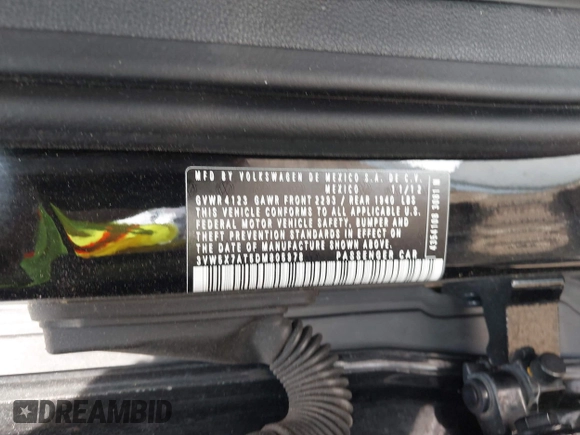 MFD BY VOLKSWAGEN DE MEXICO S.A. DE C.V.
MEXICO 11/12
GVWR 4123 GAWR FRONT 2293 / REAR 1940 LBS
THIS VEHICLE CONFORMS TO ALL APPLICABLE U.S.
FEDERAL MOTOR VEHICLE SAFETY, BUMPER AND
THEFT PREVENTION STANDARDS IN EFFECT ON
THE DATE OF MANUFACTURE SHOWN ABOVE.
PASSENGER CAR
DREAMBID